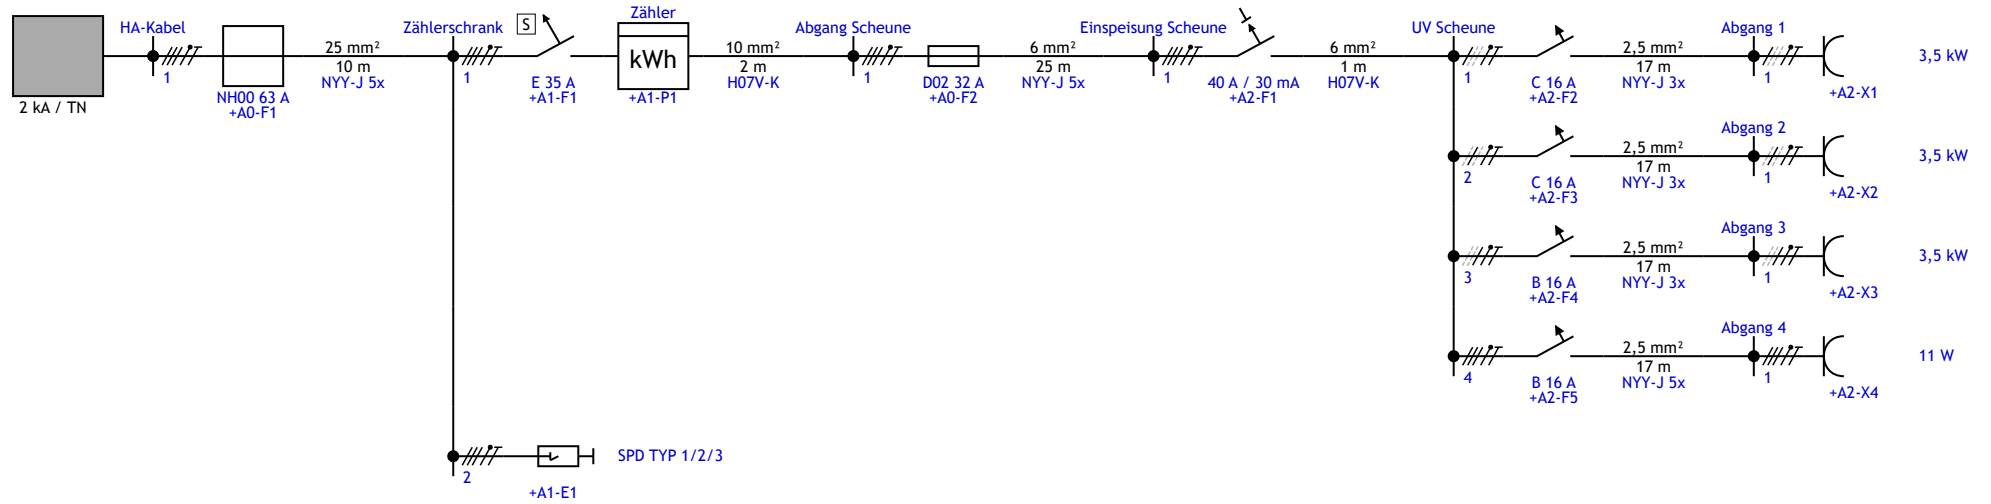 HA-Kabel
1
2 kA / TN
NH00 63 A
+A0-F1
25 mm²
10 m
NYY-J 5x
Zählerschrank
1
S
E 35 A
+A1-F1
Zähler
kWh
+A1-P1
10 mm²
2 m
H07V-K
Abgang Scheune
1
D02 32 A
+A0-F2
6 mm²
25 m
NYY-J 5x
Einspeisung Scheune
1
40 A / 30 mA
+A2-F1
6 mm²
1 m
H07V-K
UV Scheune
1
C 16 A
+A2-F2
2,5 mm²
17 m
NYY-J 3x
Abgang 1
1
+A2-X1
3,5 kW
2
C 16 A
+A2-F3
2,5 mm²
17 m
NYY-J 3x
Abgang 2
1
+A2-X2
3,5 kW
3
B 16 A
+A2-F4
2,5 mm²
17 m
NYY-J 3x
Abgang 3
1
+A2-X3
3,5 kW
4
B 16 A
+A2-F5
2,5 mm²
17 m
NYY-J 5x
Abgang 4
1
+A2-X4
11 W
2
SPD TYP 1/2/3
+A1-E1